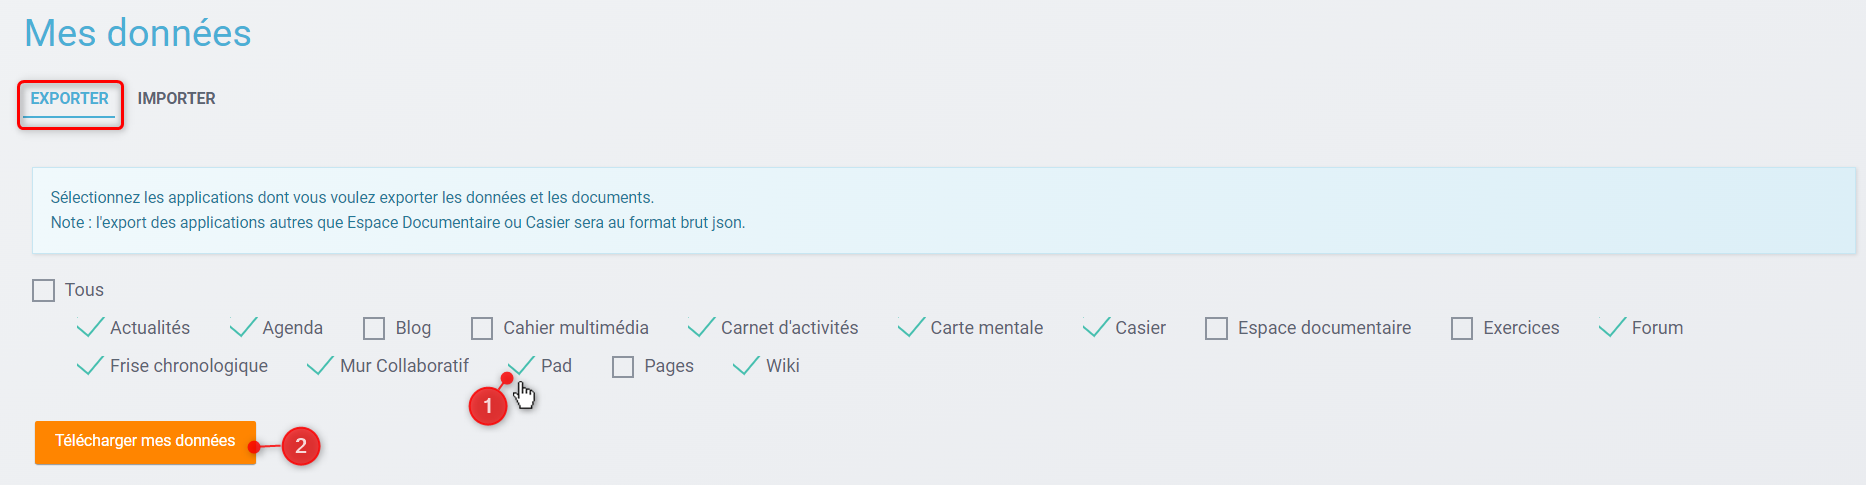 Mes données
EXPORTER IMPORTER
Sélectionnez les applications dont vous voulez exporter les données et les documents.
Note : l'export des applications autres que Espace Documentaire ou Casier sera au format brut json.
Tous
Actualités Agenda Blog Cahier multimédia Carnet d'activités Carte mentale Casier Espace documentaire Exercices Forum
Frise chronologique Mur Collaboratif Pad Pages Wiki
1
Télécharger mes données 2